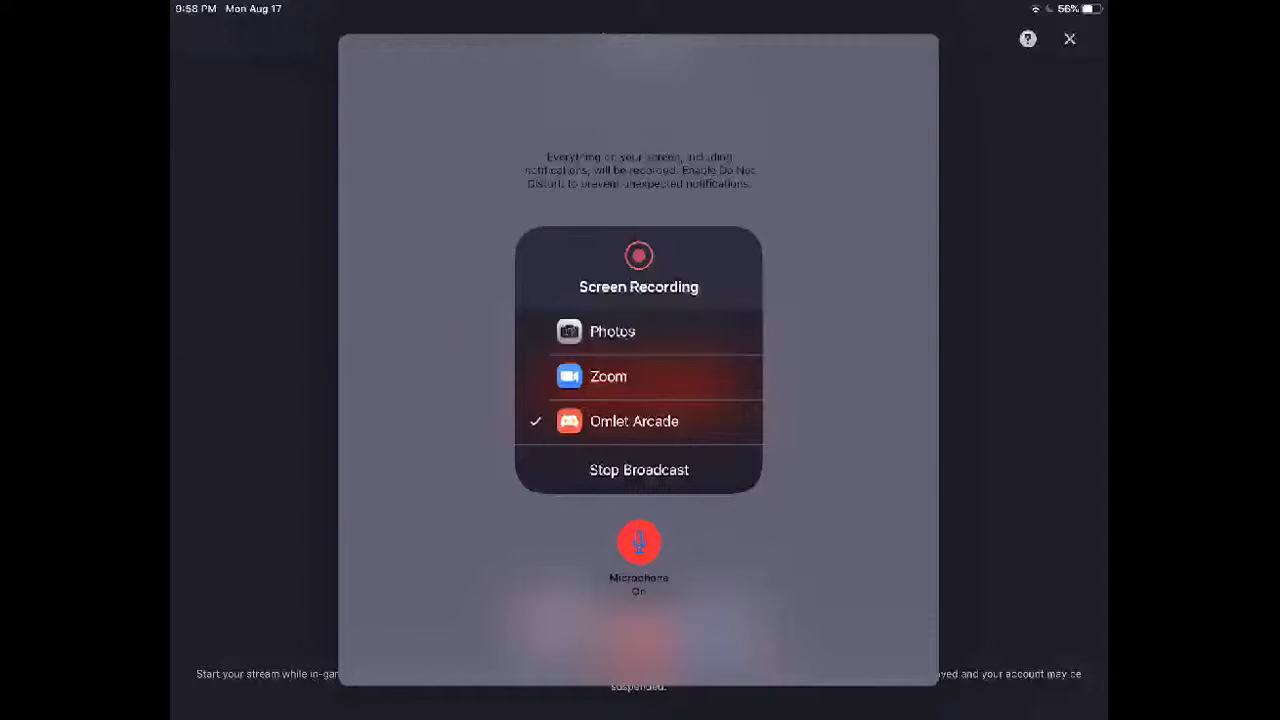 9:58 PM Mon Aug 17
56%
Everything on your screen, including
notifications, will be recorded. Enable Do Not
Disturb to prevent unexpected notifications.
Screen Recording
Photos
Zoom
Omlet Arcade
Stop Broadcast
Microphone
On
Start your stream while in-gam
ayed and your account may be
suspended.